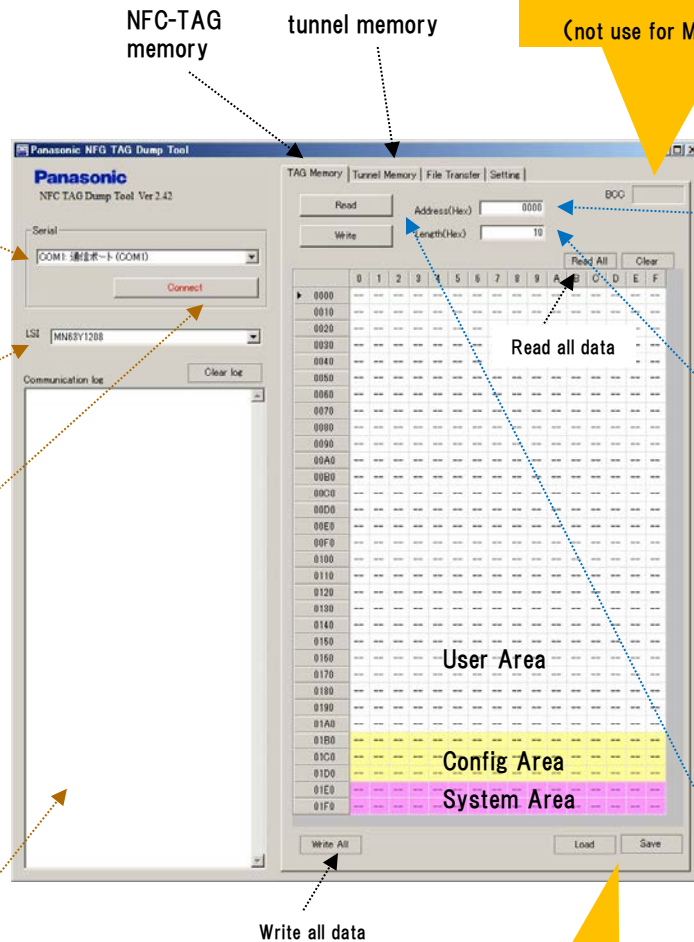 NFC-TAG
memory
tunnel memory
(not use for M
Panasonic NFG TAG Dump Tool
Panasonic
NFC TAG Dump Tool Ver 2.42
Serial
COM1: 通信ポート (COM1)
Connect
LSI MN63Y1208
Clear log
Communication log
TAG Memory Tunnel Memory File Transfer Setting
BCC
Read Address(Hex) 0000
Write Length(Hex) 10
Read All Clear
0 1 2 3 4 5 6 7 8 9 A B C D E F
0000 -- -- -- -- -- -- -- -- -- -- -- -- -- -- -- --
0010 -- -- -- -- -- -- -- -- -- -- -- -- -- -- -- --
0020 -- -- -- -- -- --
0030 -- -- -- -- -- --
Read all data
0040 -- -- -- -- -- --
0050 -- -- -- -- -- -- -- -- -- -- -- -- -- -- -- --
0060 -- -- -- -- -- -- -- -- -- -- -- -- -- -- -- --
0070 -- -- -- -- -- -- -- -- -- -- -- -- -- -- -- --
0080 -- -- -- -- -- -- -- -- -- -- -- -- -- -- -- --
0090 -- -- -- -- -- -- -- -- -- -- -- -- -- -- -- --
00A0 -- -- -- -- -- -- -- -- -- -- -- -- -- -- -- --
00B0 -- -- -- -- -- -- -- -- -- -- -- -- -- -- -- --
00C0 -- -- -- -- -- -- -- -- -- -- -- -- -- -- -- --
00D0 -- -- -- -- -- -- -- -- -- -- -- -- -- -- -- --
00E0 -- -- -- -- -- -- -- -- -- -- -- -- -- -- -- --
00F0 -- -- -- -- -- -- -- -- -- -- -- -- -- -- -- --
0100 -- -- -- -- -- -- -- -- -- -- -- -- -- -- -- --
0110 -- -- -- -- -- -- -- -- -- -- -- -- -- -- -- --
0120 -- -- -- -- -- -- -- -- -- -- -- -- -- -- -- --
0130 -- -- -- -- -- -- -- -- -- -- -- -- -- -- -- --
0140 -- -- -- -- -- -- -- -- -- -- -- -- -- -- -- --
0150 -- -- -- -- -- -- -- -- -- -- -- -- -- -- -- --
0160 -- -- -- -- User Area -- -- --
0170 -- -- -- -- -- -- -- -- -- -- -- -- -- -- -- --
0180 -- -- -- -- -- -- -- -- -- -- -- -- -- -- -- --
0190 -- -- -- -- -- -- -- -- -- -- -- -- -- -- -- --
01A0 -- -- -- -- -- -- -- -- -- -- -- -- -- -- -- --
01B0 -- -- -- -- -- -- -- -- -- -- -- -- -- -- -- --
01C0 -- -- -- -- Config Area -- -- --
01D0 -- -- -- -- -- -- -- -- -- -- -- -- -- -- -- --
01E0 -- -- -- -- System Area -- -- --
01F0 -- -- -- -- -- -- -- -- -- -- -- -- -- -- -- --
Write All Load Save
Write all data